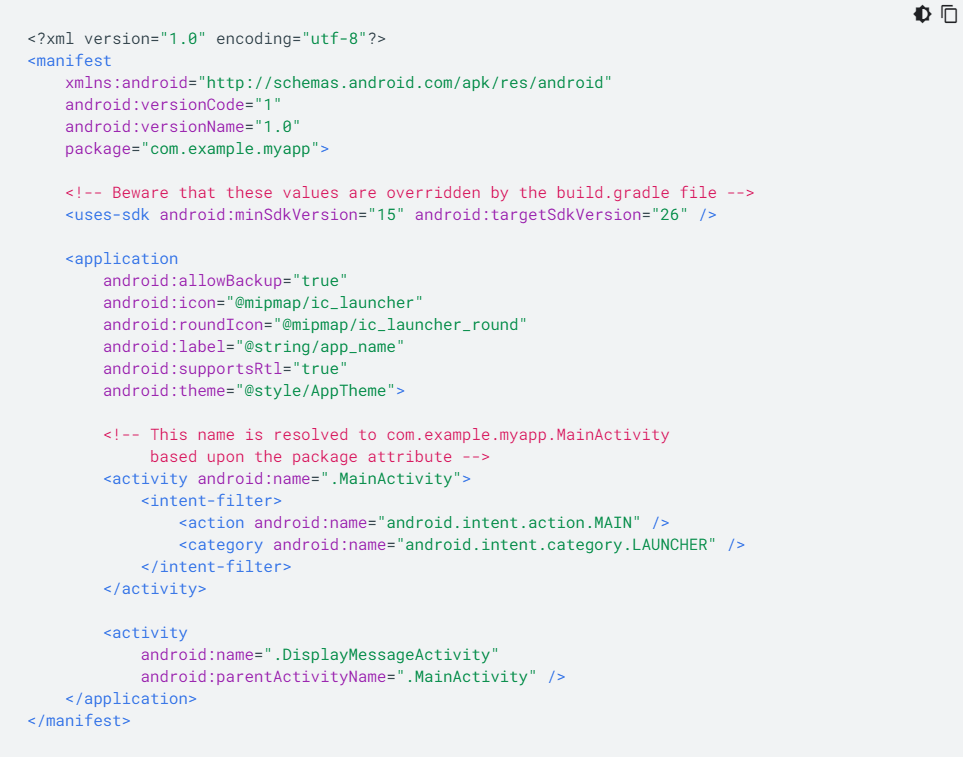 <?xml version="1.0" encoding="utf-8"?>
<manifest
    xmlns:android="http://schemas.android.com/apk/res/android"
    android:versionCode="1"
    android:versionName="1.0"
    package="com.example.myapp">

    <!-- Beware that these values are overridden by the build.gradle file -->
    <uses-sdk android:minSdkVersion="15" android:targetSdkVersion="26" />

    <application
        android:allowBackup="true"
        android:icon="@mipmap/ic_launcher"
        android:roundIcon="@mipmap/ic_launcher_round"
        android:label="@string/app_name"
        android:supportsRtl="true"
        android:theme="@style/AppTheme">

        <!-- This name is resolved to com.example.myapp.MainActivity
             based upon the package attribute -->
        <activity android:name=".MainActivity">
            <intent-filter>
                <action android:name="android.intent.action.MAIN" />
                <category android:name="android.intent.category.LAUNCHER" />
            </intent-filter>
        </activity>

        <activity
            android:name=".DisplayMessageActivity"
            android:parentActivityName=".MainActivity" />
    </application>
</manifest>